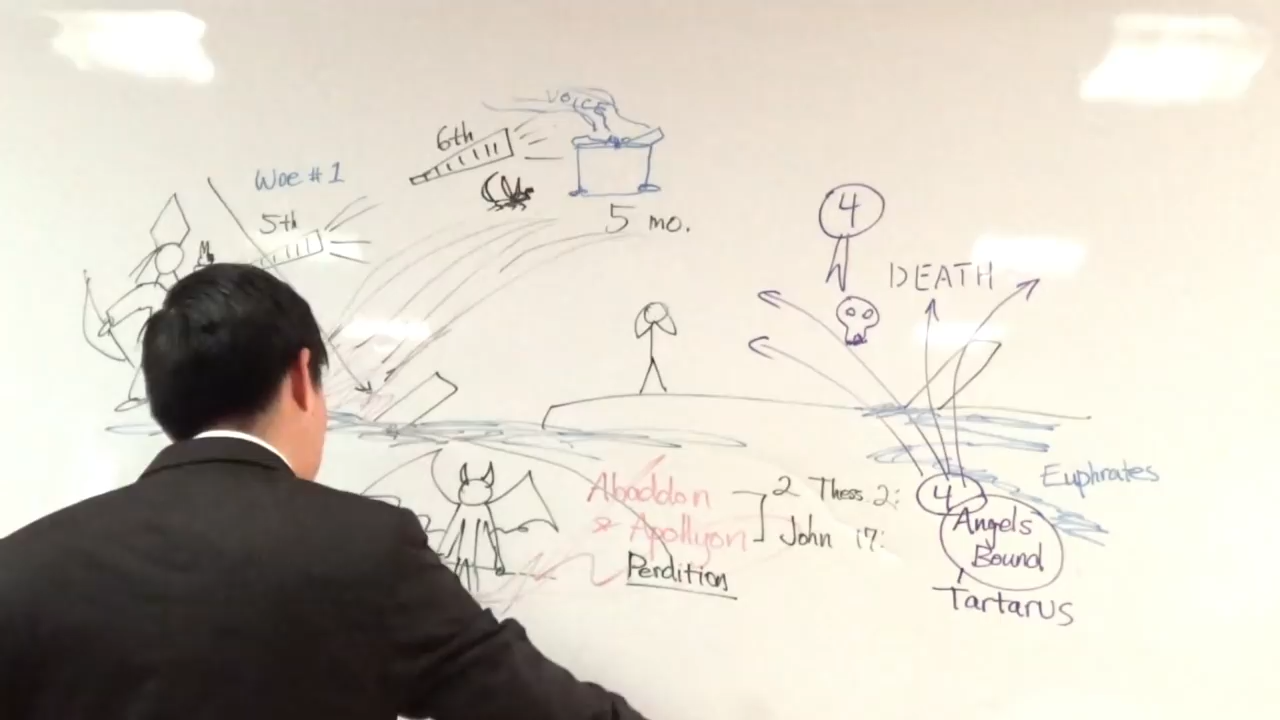 VOICE
6th
Woe #1
5th
5 mo.
4
DEATH
Abaddon
& Apollyon
Perdition
2 Thess. 2:
John 17:
Euphrates
4
Angels
Bound
Tartarus